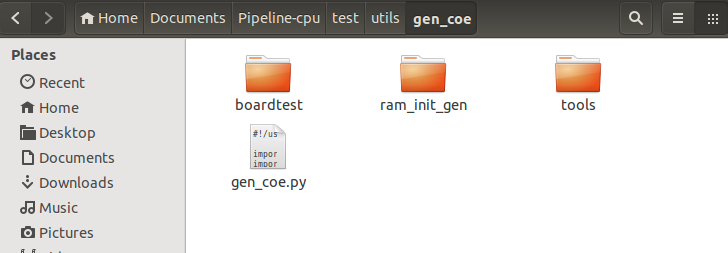 Home Documents Pipeline-cpu test utils gen_coe
Places
Recent
Home
Desktop
Documents
Downloads
Music
Pictures
boardtest
ram_init_gen
tools
#!/us
impor
impor
gen_coe.py